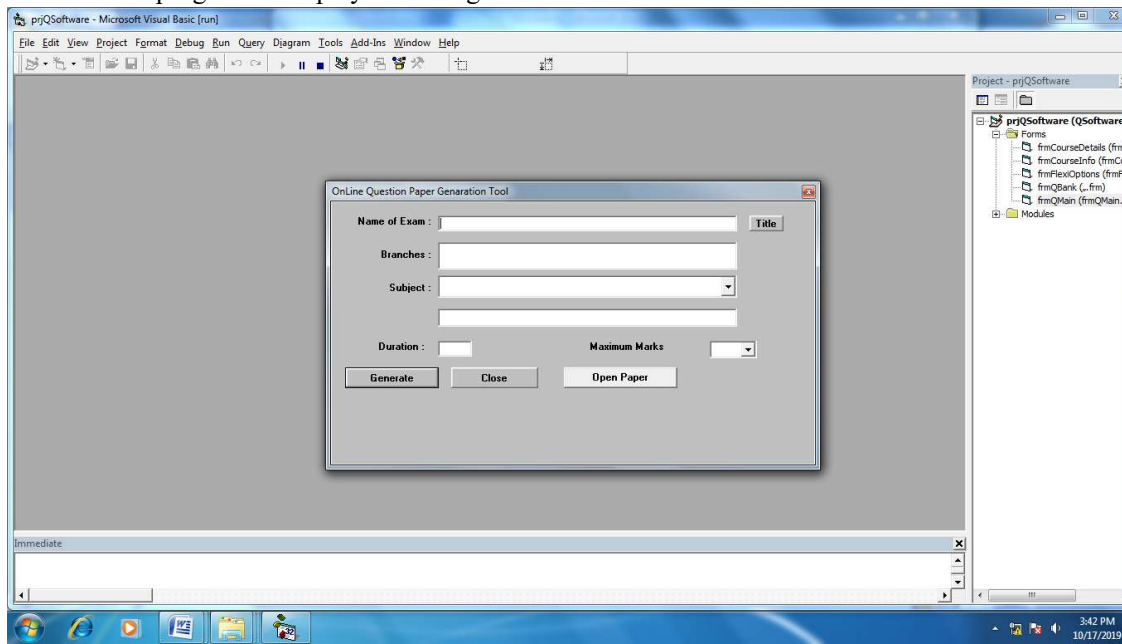 prjQSoftware - Microsoft Visual Basic [run]
File Edit View Project Format Debug Run Query Diagram Tools Add-Ins Window Help
Project - prjQSoftware
prjQSoftware (QSoftware
Forms
frmCourseDetails (frm
frmCourseInfo (frmCo
frmFlexiOptions (frmF
frmQBank (,,.frm)
frmQMain (frmQMain.
Modules
OnLine Question Paper Genaration Tool
Name of Exam :
Title
Branches :
Subject :
Duration :
Maximum Marks
Generate
Close
Open Paper
Immediate
3:42 PM
10/17/2019